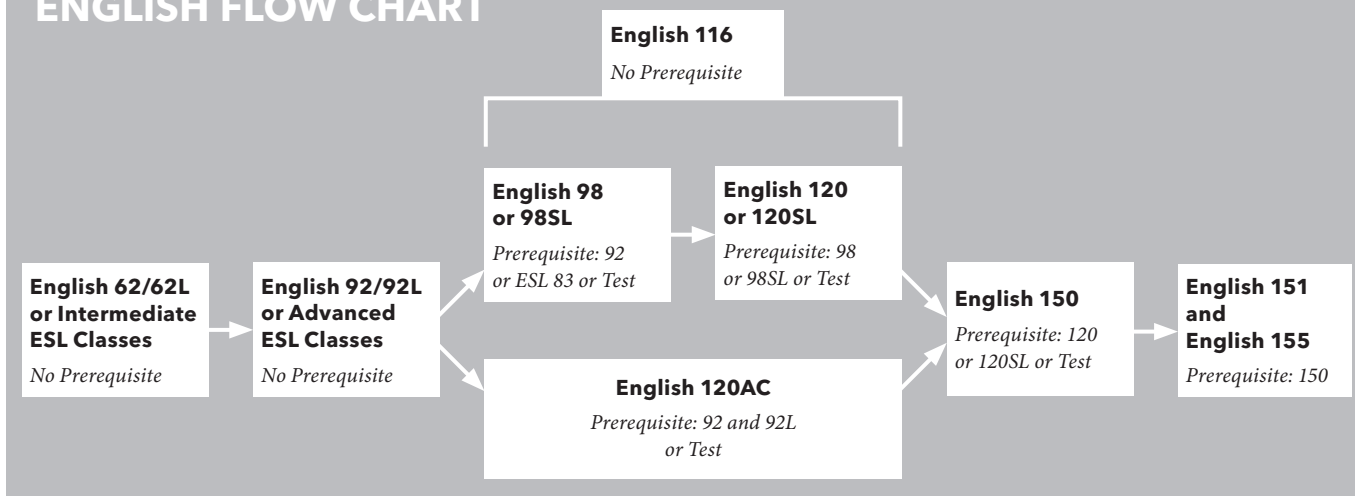 ENGLISH FLOW CHART
English 116
No Prerequisite
English 98
or 98SL
Prerequisite: 92
or ESL 83 or Test
English 120
or 120SL
Prerequisite: 98
or 98SL or Test
English 62/62L
or Intermediate
ESL Classes
No Prerequisite
English 92/92L
or Advanced
ESL Classes
No Prerequisite
English 120AC
Prerequisite: 92 and 92L
or Test
English 150
Prerequisite: 120
or 120SL or Test
English 151
and
English 155
Prerequisite: 150